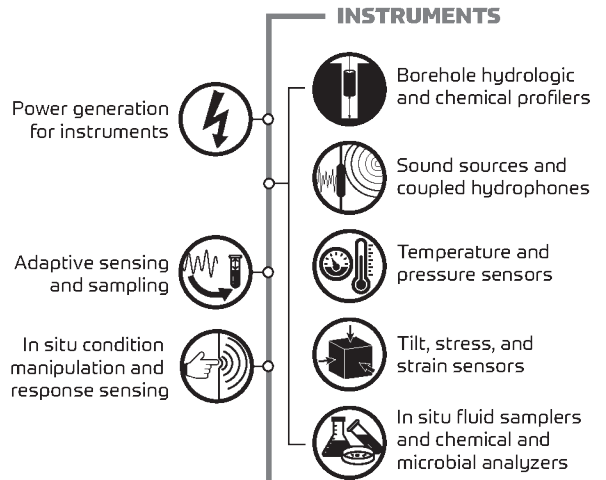 INSTRUMENTS
Power generation
for instruments
Borehole hydrologic
and chemical profilers
Sound sources and
coupled hydrophones
Adaptive sensing
and sampling
Temperature and
pressure sensors
In situ condition
manipulation and
response sensing
Tilt, stress, and
strain sensors
In situ fluid samplers
and chemical and
microbial analyzers